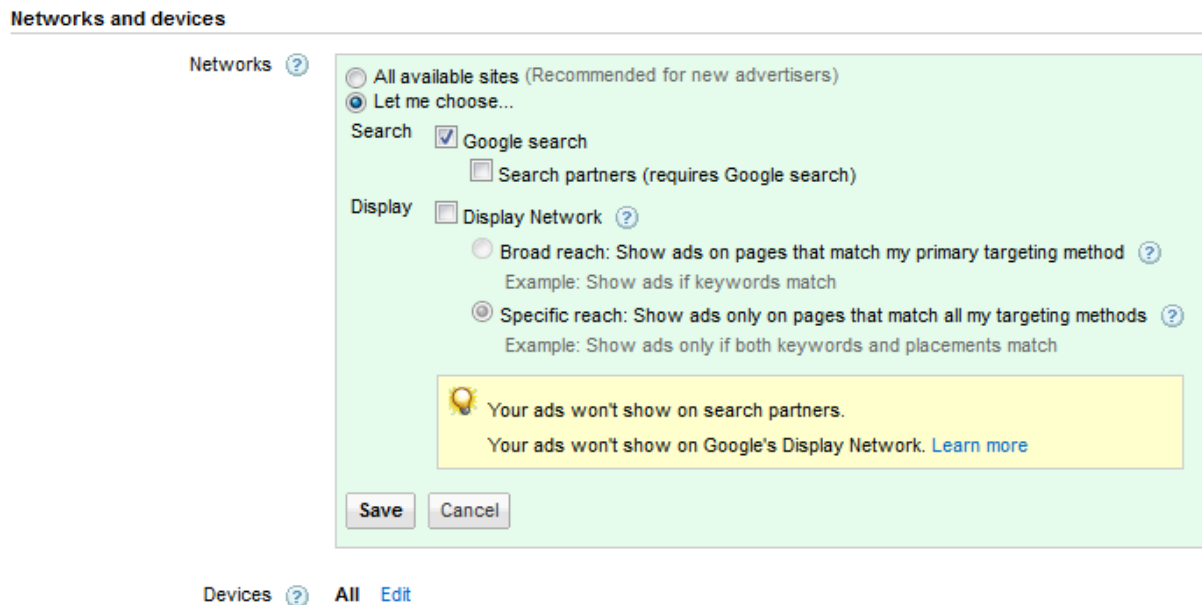 Networks and devices
Networks ?
All available sites (Recommended for new advertisers)
Let me choose...
Search Google search
Search partners (requires Google search)
Display Display Network ?
Broad reach: Show ads on pages that match my primary targeting method ?
Example: Show ads if keywords match
Specific reach: Show ads only on pages that match all my targeting methods ?
Example: Show ads only if both keywords and placements match
Your ads won't show on search partners.
Your ads won't show on Google's Display Network. Learn more
Save Cancel
Devices ? All Edit